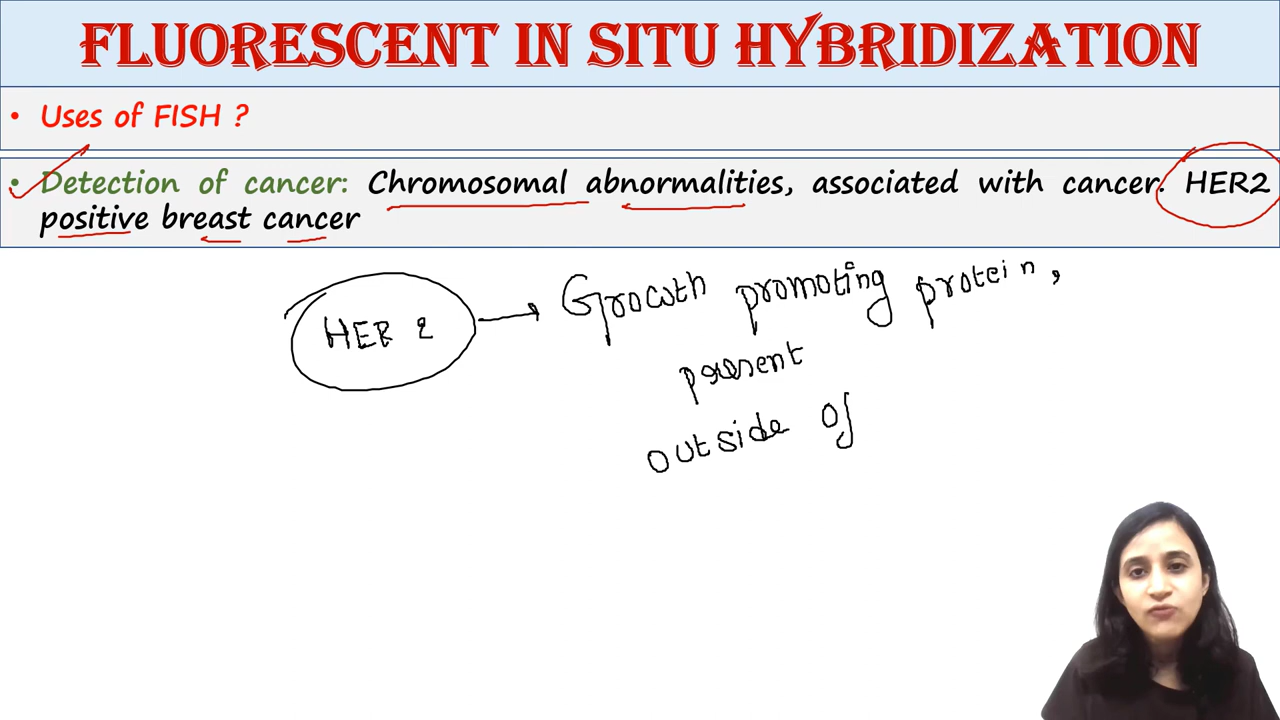 FLUORESCENT IN SITU HYBRIDIZATION
• Uses of FISH ?
• Detection of cancer: Chromosomal abnormalities, associated with cancer. HER2
positive breast cancer
HER 2 → Growth promoting protein,
present
outside of